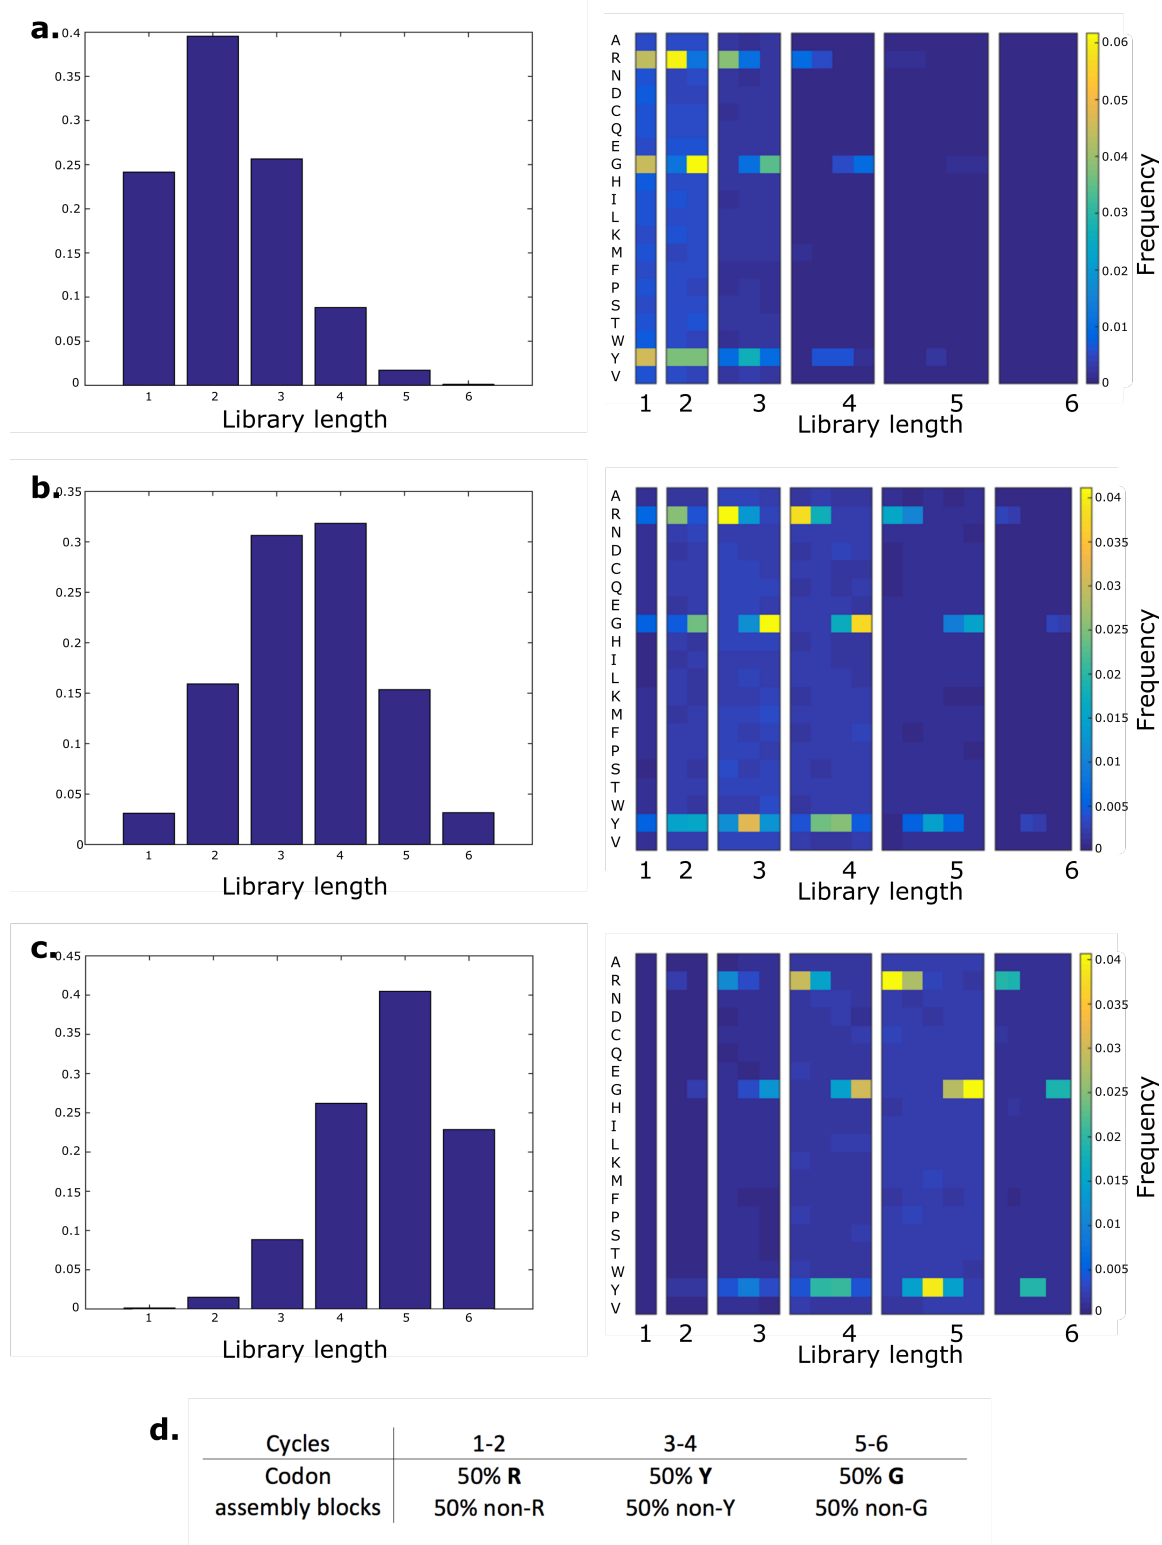 a.
0.4
0.35
0.3
0.25
0.2
0.15
0.1
0.05
0
1 2 3 4 5 6
Library length
A
R
N
D
C
Q
E
G
H
I
L
K
M
F
P
S
T
W
Y
V
1 2 3 4 5 6
Library length
0.06
0.05
0.04
0.03
0.02
0.01
0
Frequency
b.
0.35
0.3
0.25
0.2
0.15
0.1
0.05
0
1 2 3 4 5 6
Library length
A
R
N
D
C
Q
E
G
H
I
L
K
M
F
P
S
T
W
Y
V
1 2 3 4 5 6
Library length
0.04
0.035
0.03
0.025
0.02
0.015
0.01
0.005
0
Frequency
c.
0.45
0.4
0.35
0.3
0.25
0.2
0.15
0.1
0.05
0
1 2 3 4 5 6
Library length
A
R
N
D
C
Q
E
G
H
I
L
K
M
F
P
S
T
W
Y
V
1 2 3 4 5 6
Library length
0.04
0.035
0.03
0.025
0.02
0.015
0.01
0.005
0
Frequency
d.
Cycles 1-2 3-4 5-6
Codon 50% R 50% Y 50% G
assembly blocks 50% non-R 50% non-Y 50% non-G